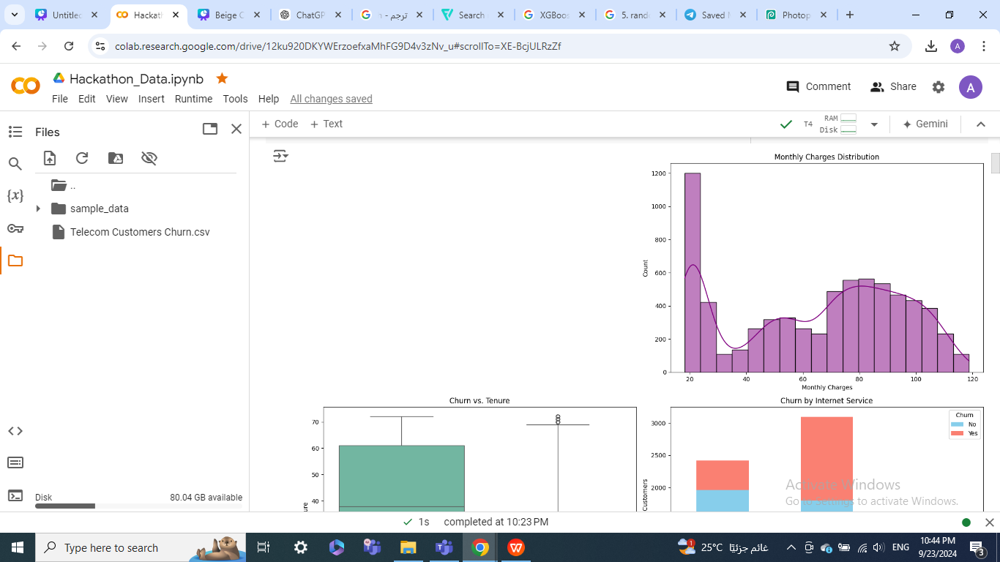 Untitle
Hackat
Beige C
ChatGP
ترجم - n
Search
XGBoos
5. rand
Saved M
Photop
colab.research.google.com/drive/12ku920DKYWErzoefxaMhFG9D4v3zNv_u#scrollTo=XE-BcjULRzZf
A
Hackathon_Data.ipynb
Comment
Share
A
File Edit View Insert Runtime Tools Help All changes saved
Files
+ Code + Text
T4
RAM
Disk
Gemini
{x}
..
sample_data
Telecom Customers Churn.csv
Monthly Charges Distribution
1200
1000
800
600
400
200
0
Count
20 40 60 80 100 120
Monthly Charges
Churn vs. Tenure
70
60
50
40
ure
Churn by Internet Service
Churn
No
Yes
3000
2500
2000
Customers
Activate Windows
Go to Settings to activate Windows.
Disk 80.04 GB available
1s completed at 10:23 PM
Type here to search
1
25°C غائم جزئيًا
ENG
10:44 PM
9/23/2024
3